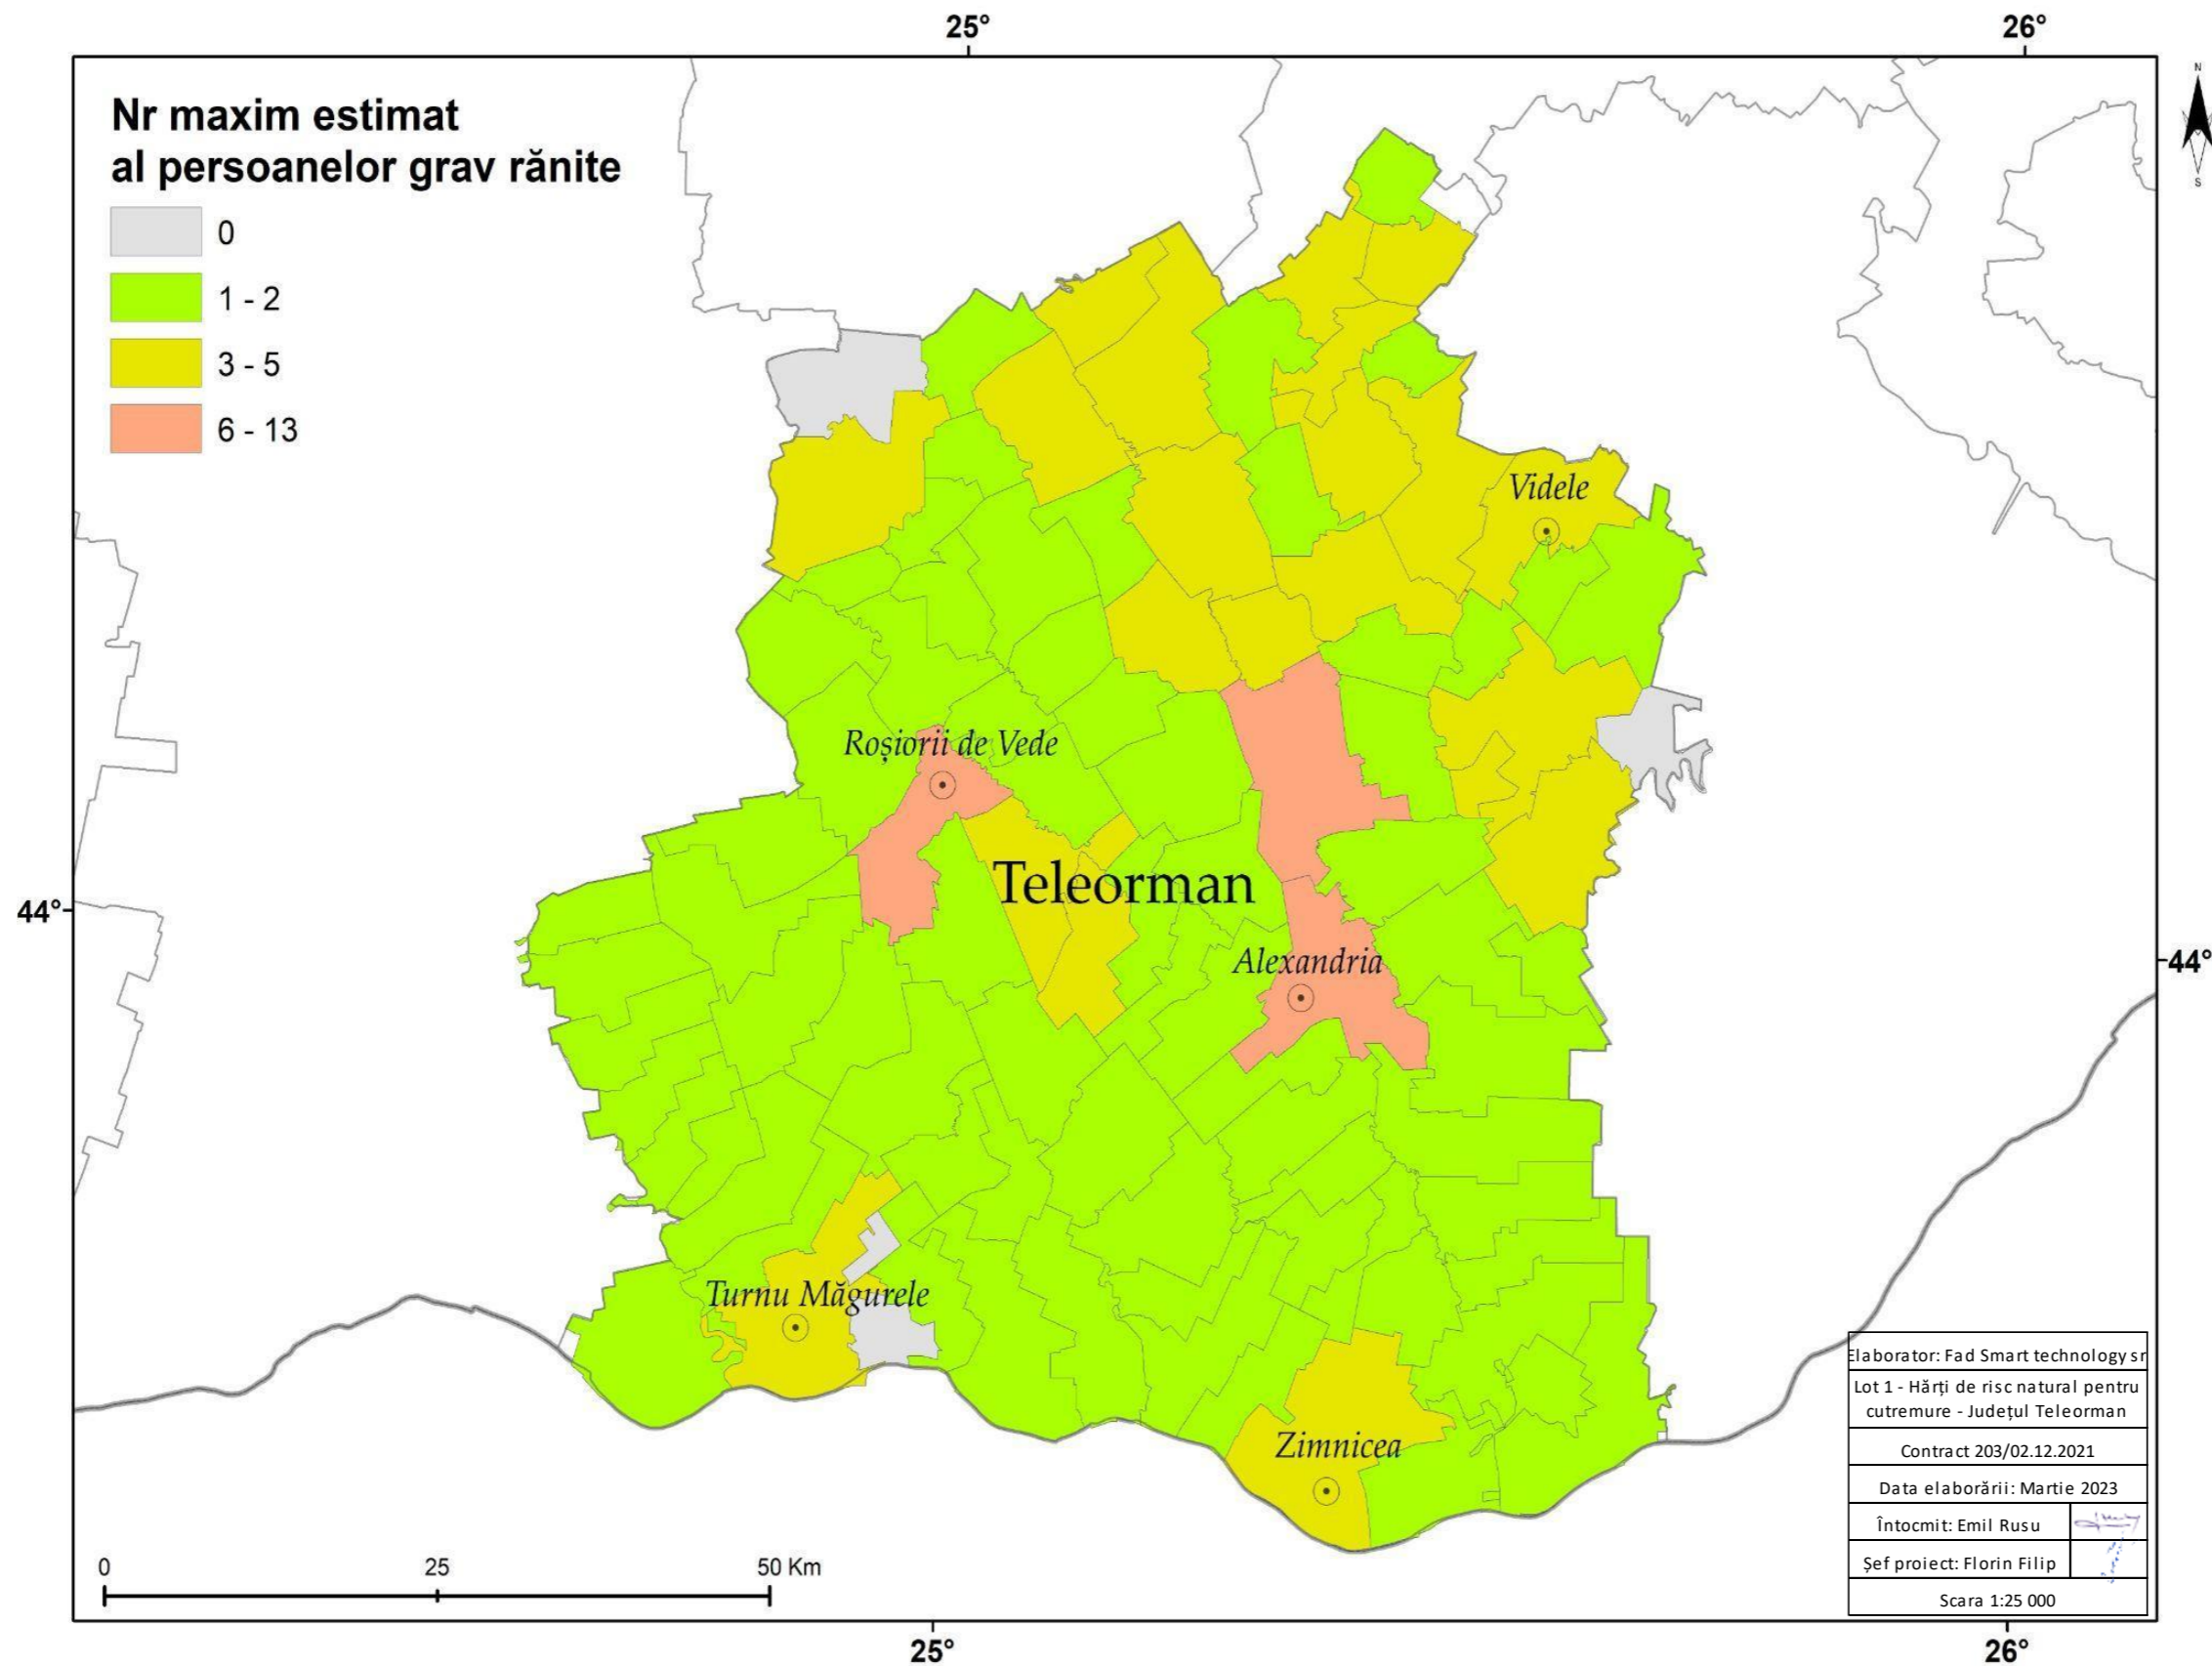 25°
26°
N
S
Nr maxim estimat
al persoanelor grav rănite
0
1 - 2
3 - 5
6 - 13
Videle
Roșiorii de Vede
Teleorman
44°
Alexandria
44°
Turnu Măgurele
Zimnicea
Elaborator: Fad Smart technology sr
Lot 1 - Hărți de risc natural pentru
cutremure - Județul Teleorman
Contract 203/02.12.2021
Data elaborării: Martie 2023
Întocmit: Emil Rusu
Șef proiect: Florin Filip
Scara 1:25 000
0 25 50 Km
25°
26°